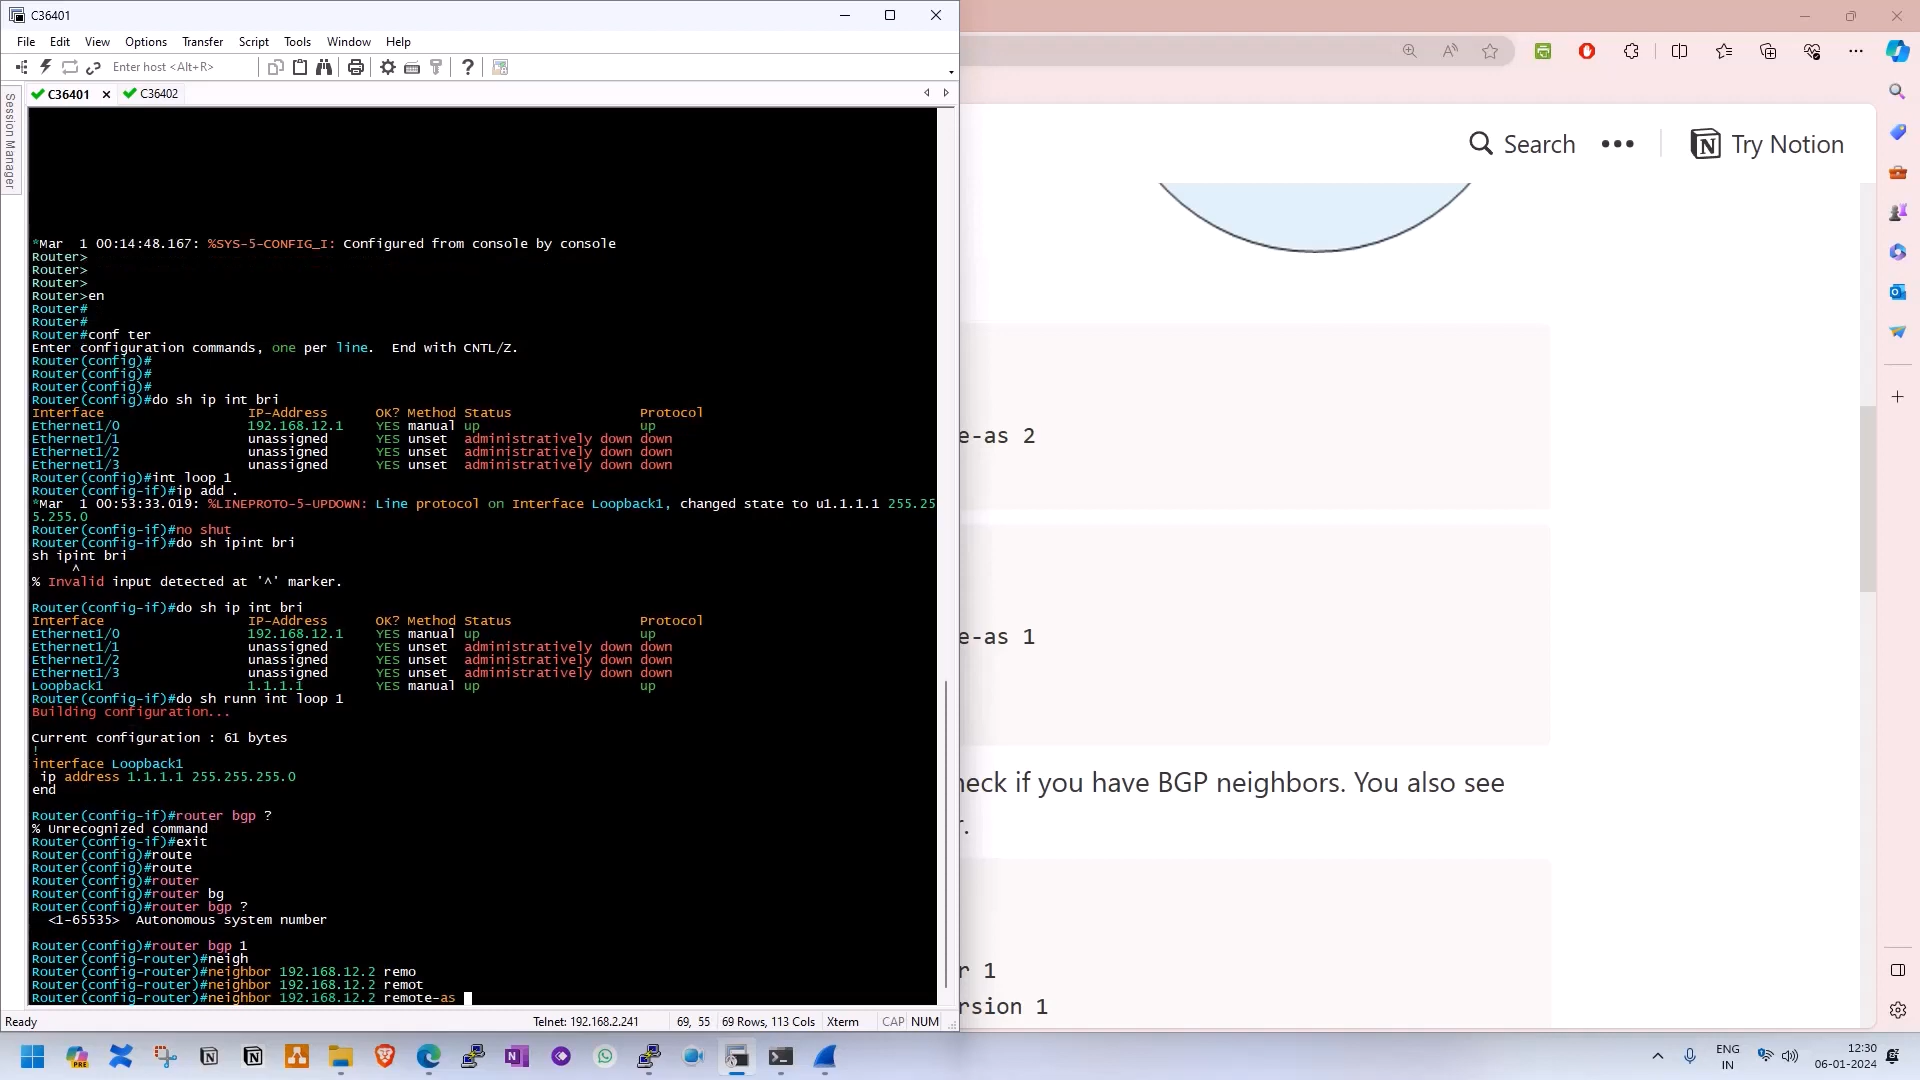 C36401
File Edit View Options Transfer Script Tools Window Help
Enter host <Alt+R>
C36401 C36402
Session Manager
*Mar  1 00:14:48.167: %SYS-5-CONFIG_I: Configured from console by console
Router>
Router>
Router>
Router>en
Router#
Router#
Router#conf ter
Enter configuration commands, one per line.  End with CNTL/Z.
Router(config)#
Router(config)#
Router(config)#
Router(config)#do sh ip int bri
Interface IP-Address OK? Method Status Protocol
Ethernet1/0 192.168.12.1 YES manual up up
Ethernet1/1 unassigned YES unset administratively down down
Ethernet1/2 unassigned YES unset administratively down down
Ethernet1/3 unassigned YES unset administratively down down
Router(config)#int loop 1
Router(config-if)#ip add .
*Mar  1 00:53:33.019: %LINEPROTO-5-UPDOWN: Line protocol on Interface Loopback1, changed state to u1.1.1.1 255.25
5.255.0
Router(config-if)#no shut
Router(config-if)#do sh ipint bri
sh ipint bri
^
% Invalid input detected at '^' marker.
Router(config-if)#do sh ip int bri
Interface IP-Address OK? Method Status Protocol
Ethernet1/0 192.168.12.1 YES manual up up
Ethernet1/1 unassigned YES unset administratively down down
Ethernet1/2 unassigned YES unset administratively down down
Ethernet1/3 unassigned YES unset administratively down down
Loopback1 1.1.1.1 YES manual up up
Router(config-if)#do sh runn int loop 1
Building configuration...
Current configuration : 61 bytes
!
interface Loopback1
 ip address 1.1.1.1 255.255.255.0
end
Router(config-if)#router bgp ?
% Unrecognized command
Router(config-if)#exit
Router(config)#route
Router(config)#route
Router(config)#router
Router(config)#router bg
Router(config)#router bgp ?
  <1-65535>  Autonomous system number
Router(config)#router bgp 1
Router(config-router)#neigh
Router(config-router)#neighbor 192.168.12.2 remo
Router(config-router)#neighbor 192.168.12.2 remot
Router(config-router)#neighbor 192.168.12.2 remote-as
Ready Telnet: 192.168.2.241 69, 55 69 Rows, 113 Cols Xterm CAP NUM
Search ••• Try Notion
e-as 2
e-as 1
heck if you have BGP neighbors. You also see
r.
r 1
rsion 1
ENG
IN
12:30
06-01-2024